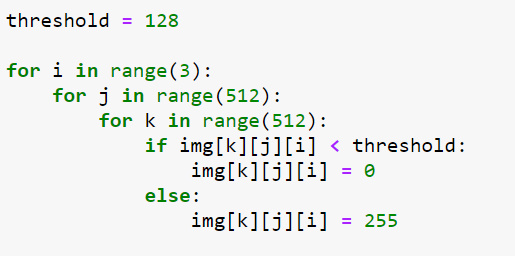 threshold = 128
for i in range(3):
    for j in range(512):
        for k in range(512):
            if img[k][j][i] < threshold:
                img[k][j][i] = 0
            else:
                img[k][j][i] = 255